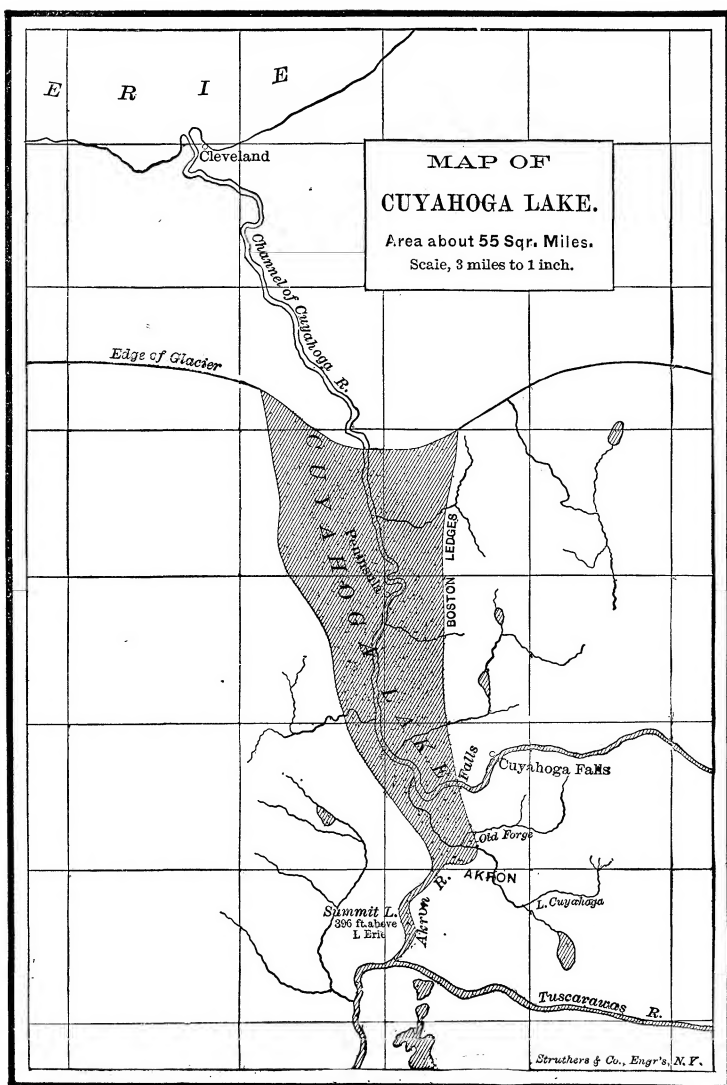 ERIE
Cleveland
MAP OF
CUYAHOGA LAKE.
Area about 55 Sqr. Miles.
Scale, 3 miles to 1 inch.
Channel of Cuyahoga R.
Edge of Glacier
CUYAHOGA LAKE
Peninsula
BOSTON LEDGES
Falls
Cuyahoga Falls
Old Forge
AKRON
Akron R.
L. Cuyahoga
Summit L.
396 ft. above
L Erie
Tuscarawas R.
Struthers & Co., Engr's, N.Y.